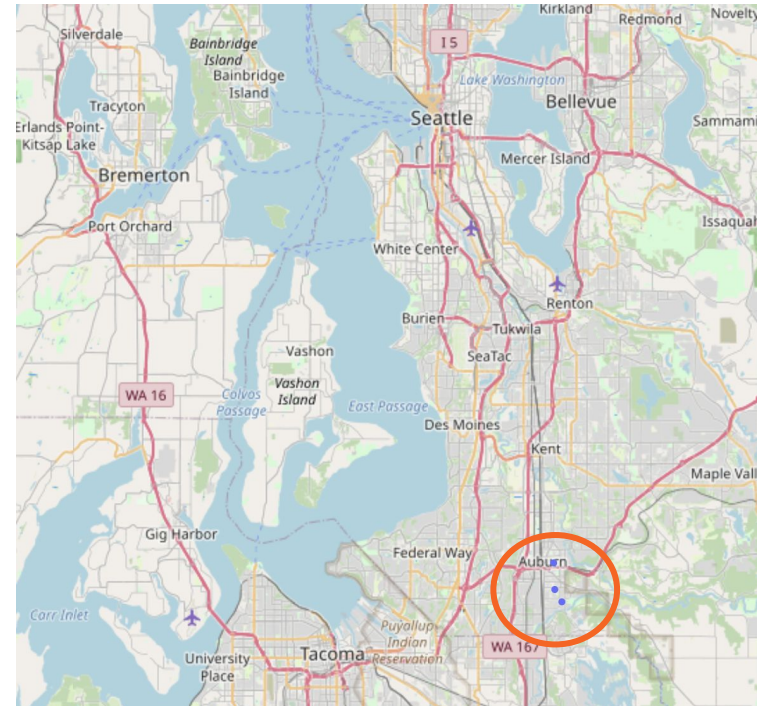 Kirkland
Redmond
Novelty
Silverdale
I 5
Bainbridge
Island
Bainbridge
Island
Lake Washington
Tracyton
Seattle
Bellevue
Erlands Point-
Kitsap Lake
Sammami
Mercer Island
Bremerton
Port Orchard
Issaquah
White Center
Renton
Burien
Tukwila
Vashon
SeaTac
Vashon
Island
WA 16
Colvos
Passage
East Passage
Des Moines
Kent
Maple Vall
Gig Harbor
Federal Way
Auburn
Carr Inlet
Puyallup
Indian
Reservation
WA 167
University
Place
Tacoma